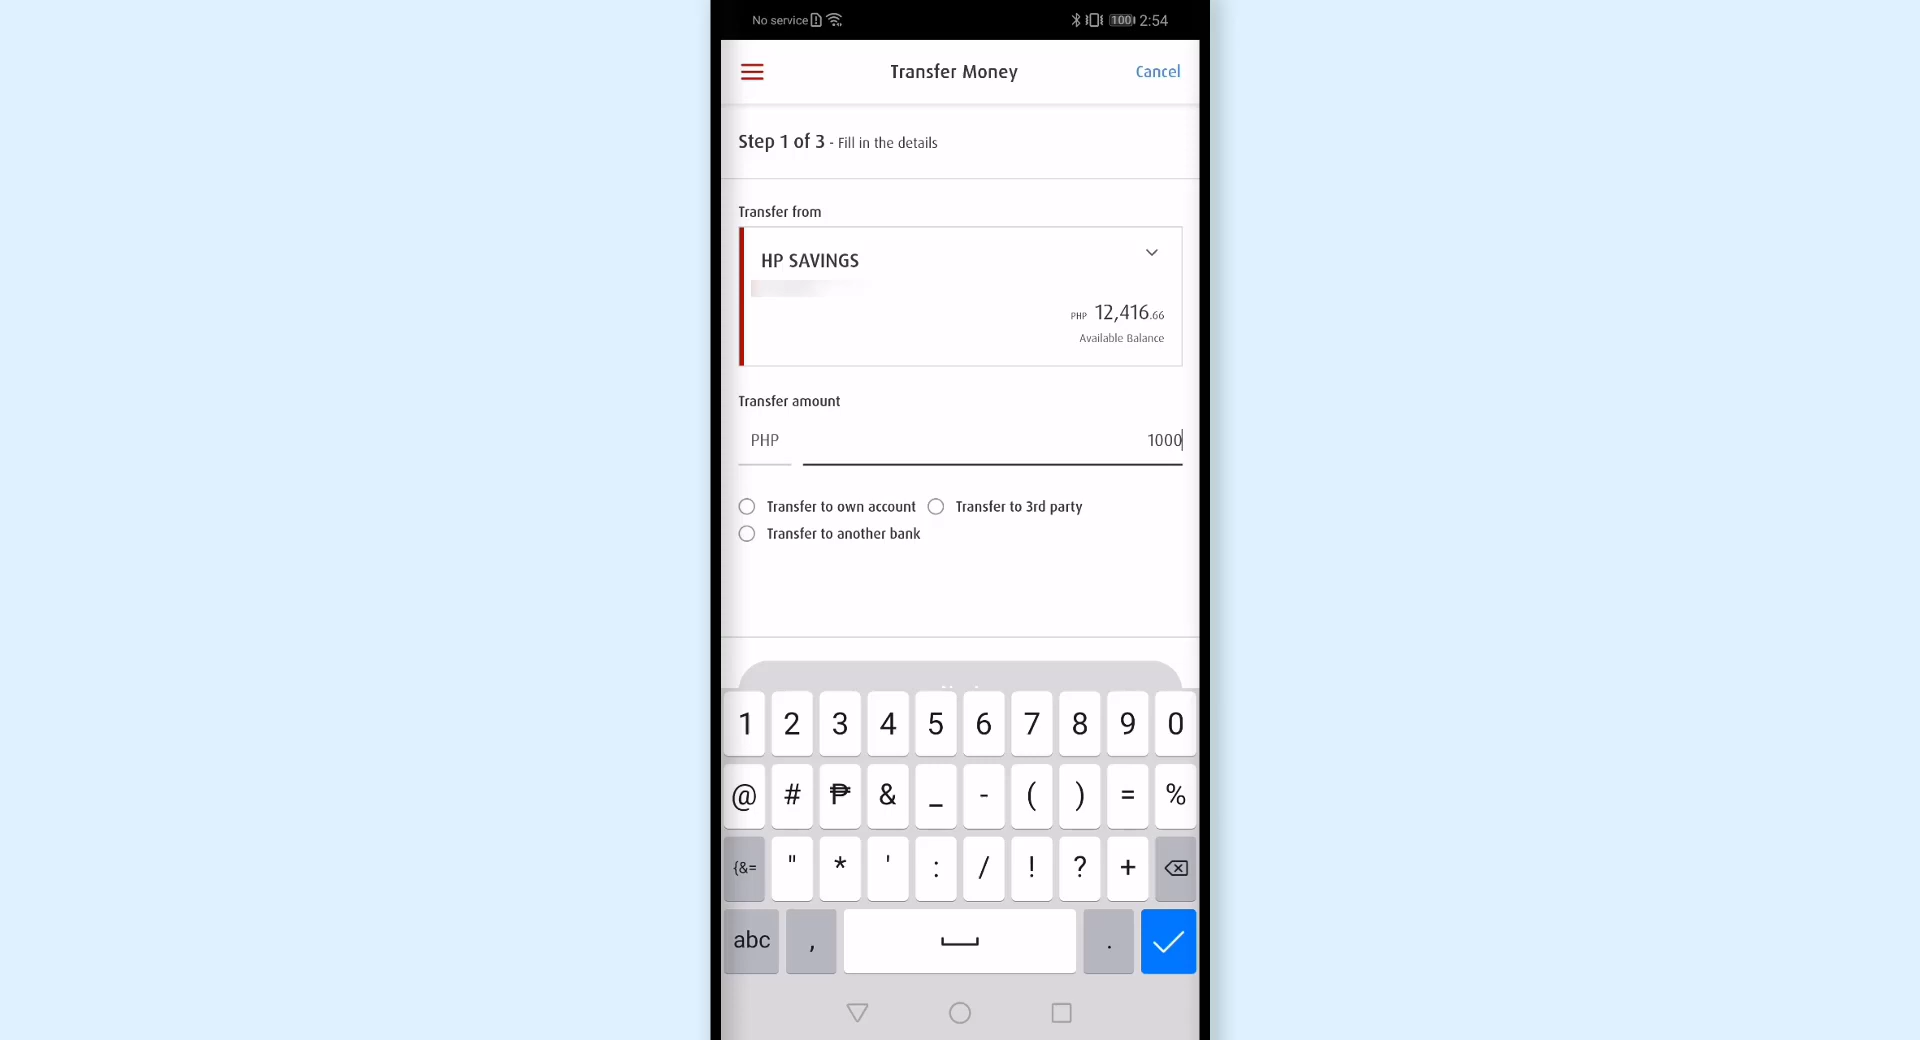 No service 100 2:54
Transfer Money Cancel
Step 1 of 3 - Fill in the details
Transfer from
HP SAVINGS
PHP 12,416.66
Available Balance
Transfer amount
PHP 1000
Transfer to own account Transfer to 3rd party
Transfer to another bank
1 2 3 4 5 6 7 8 9 0
@ # ₱ & _ - ( ) = %
{&= " * ' : / ! ? +
abc , .